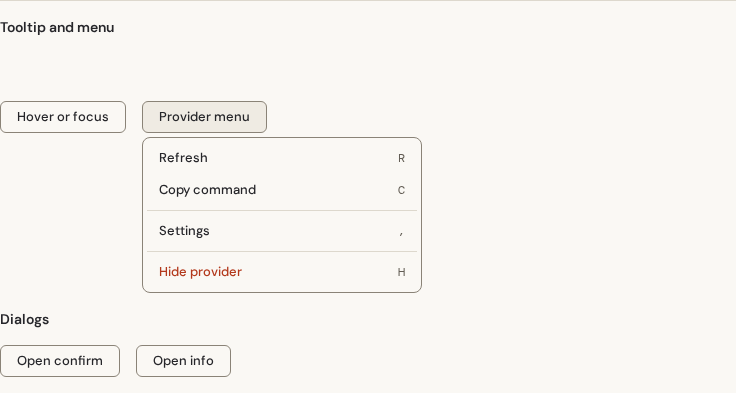 Tooltip and menu
Hover or focus Provider menu
Refresh R
Copy command C
Settings ,
Hide provider H
Dialogs
Open confirm Open info